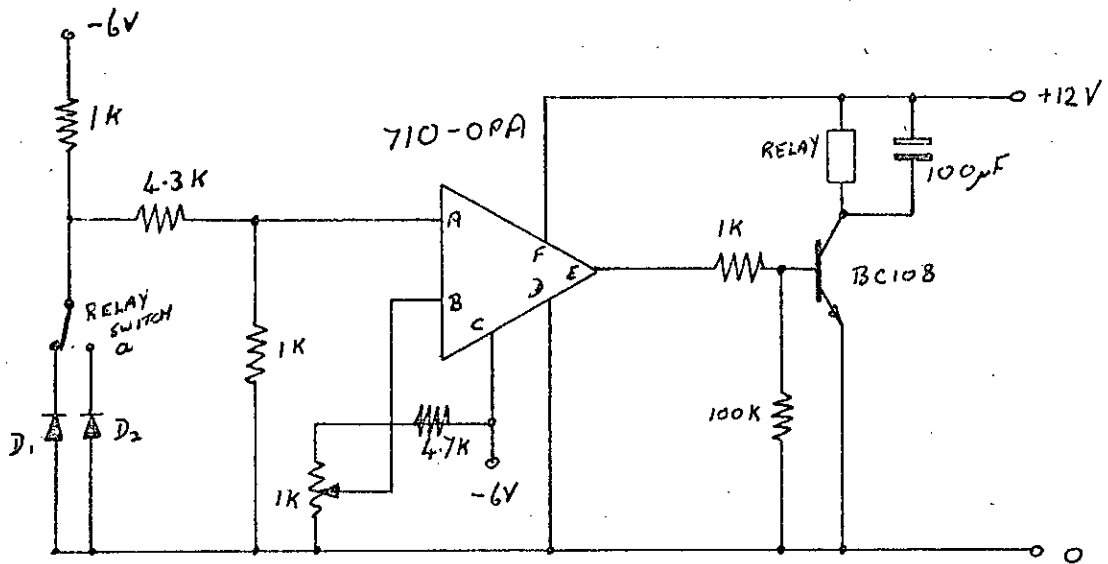 -6V
1K
4.3K
710-OPA
+12V
RELAY
100µF
1K
BC108
A
B
C
D
E
F
RELAY
SWITCH
a
1K
100K
D1
D2
4.7K
1K
-6V
0